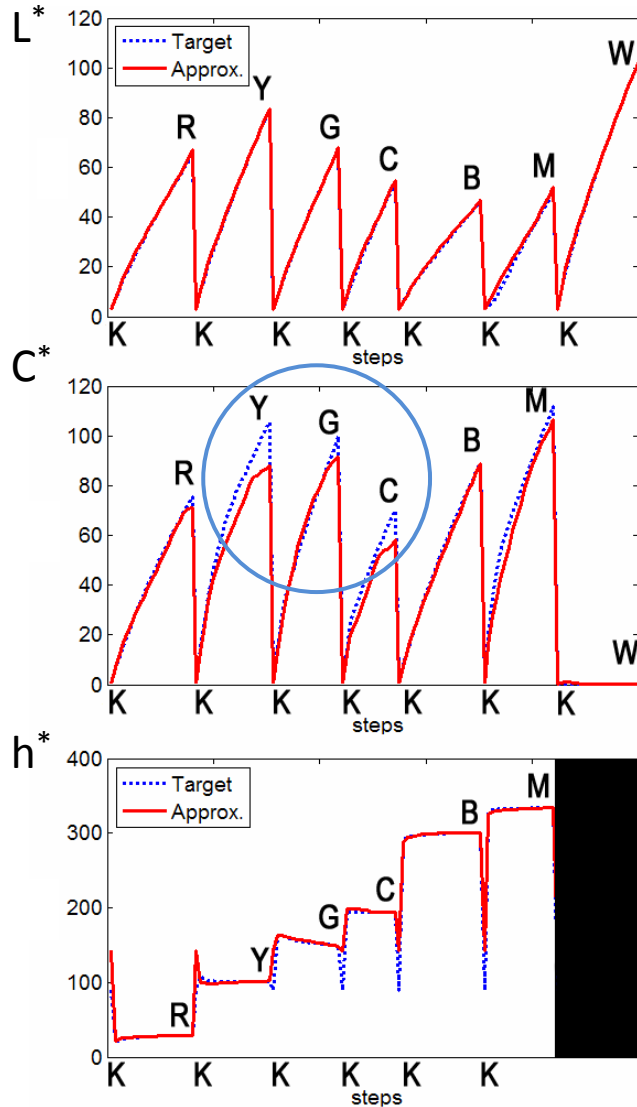 L*
120
Target
Approx.
100
80
60
40
20
0
R
Y
G
C
B
M
W
K K K K K K K
steps
C*
120
100
80
60
40
20
0
R
Y
G
C
B
M
W
K K K K K K K
steps
h*
400
Target
Approx.
300
200
100
0
R
Y
G
C
B
M
K K K K K K
steps